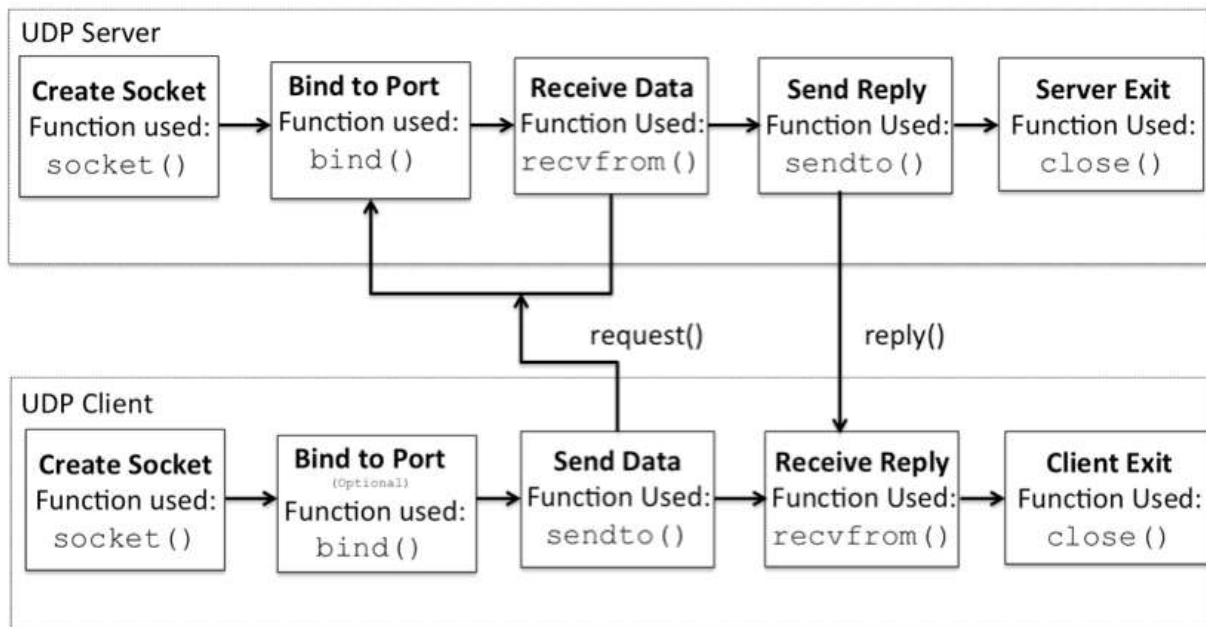 UDP Server
Create Socket
Function used:
socket()
Bind to Port
Function used:
bind()
Receive Data
Function Used:
recvfrom()
Send Reply
Function Used:
sendto()
Server Exit
Function Used:
close()
request()
reply()
UDP Client
Create Socket
Function used:
socket()
Bind to Port
(Optional)
Function used:
bind()
Send Data
Function Used:
sendto()
Receive Reply
Function Used:
recvfrom()
Client Exit
Function Used:
close()